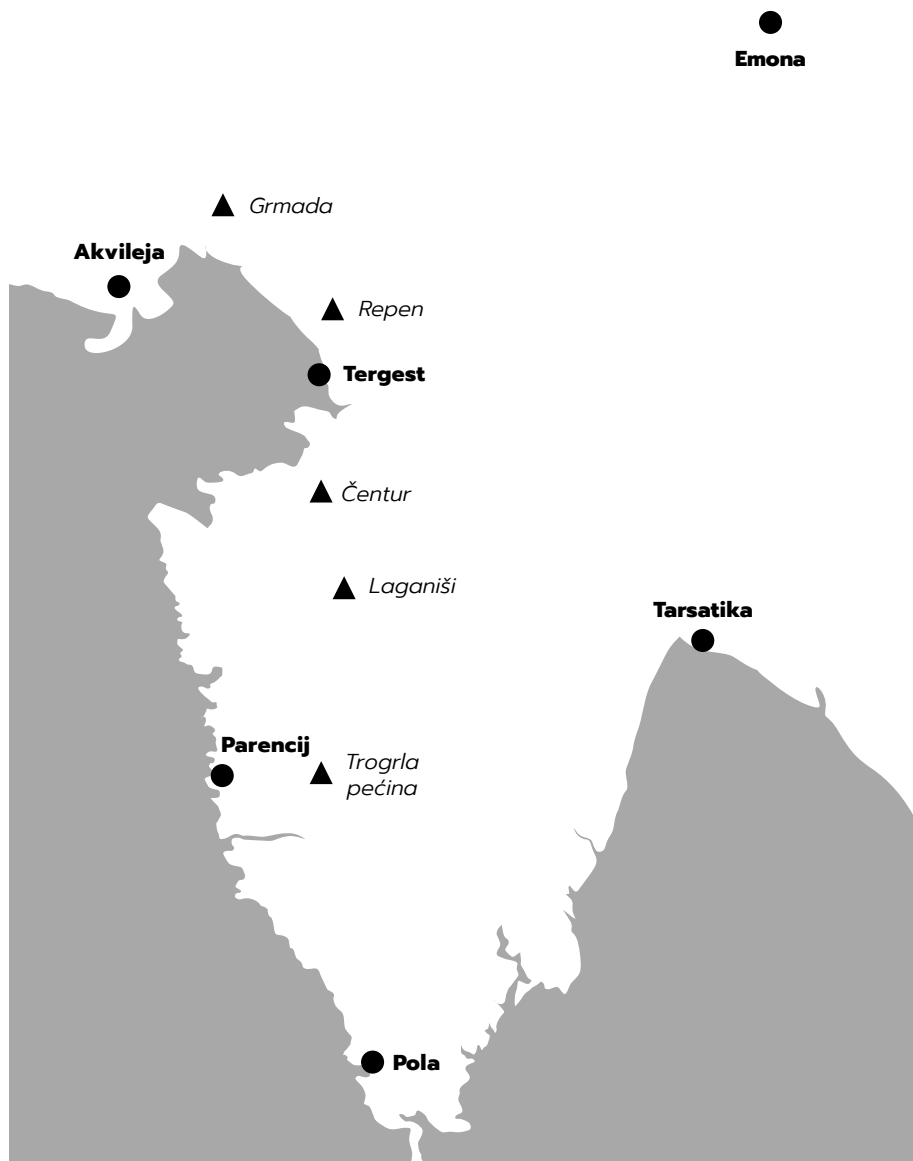 Emona
Grmada
Akvileja
Repen
Tergest
Čentur
Laganiši
Tarsatika
Parencij
Trogrla
pećina
Pola